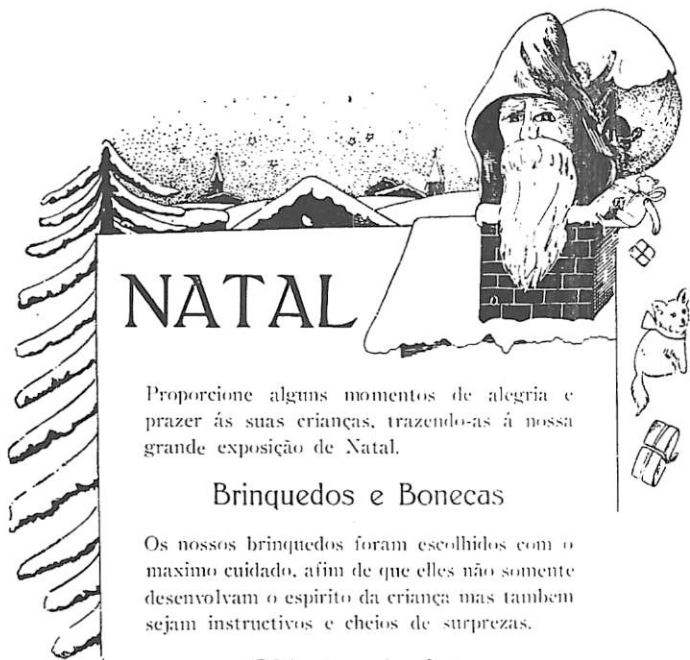 NATAL
Proporcione alguns momentos de alegria e
prazer ás suas crianças, trazendo-as á nossa
grande exposição de Natal.
Brinquedos e Bonecas
Os nossos brinquedos foram escolhidos com o
maximo cuidado, afim de que elles não somente
desenvolvam o espirito da criança mas tambem
sejam instructivos e cheios de surprezas.